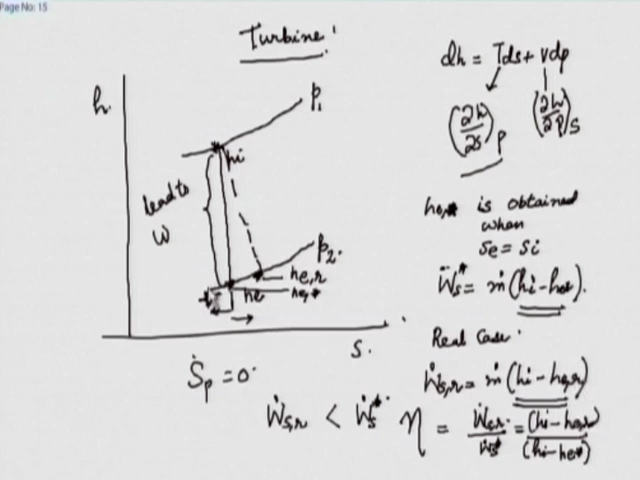 Page No: 15
Turbine
h
P₁
hi
lead to
W
P₂.
he,r
he
he,*
S.
Ṡp = 0
dh = Tds + vdp
(∂h/∂s)p (∂h/∂p)s
he,* is obtained
when
Se = Si
Ẇs* = ṁ(hi - he*).
Real Case.
Ẇs,r = ṁ(hi - he,r)
Ẇs,r < Ẇs* η = Ẇs,r/Ẇs* = (hi - he,r)/(hi - he*)